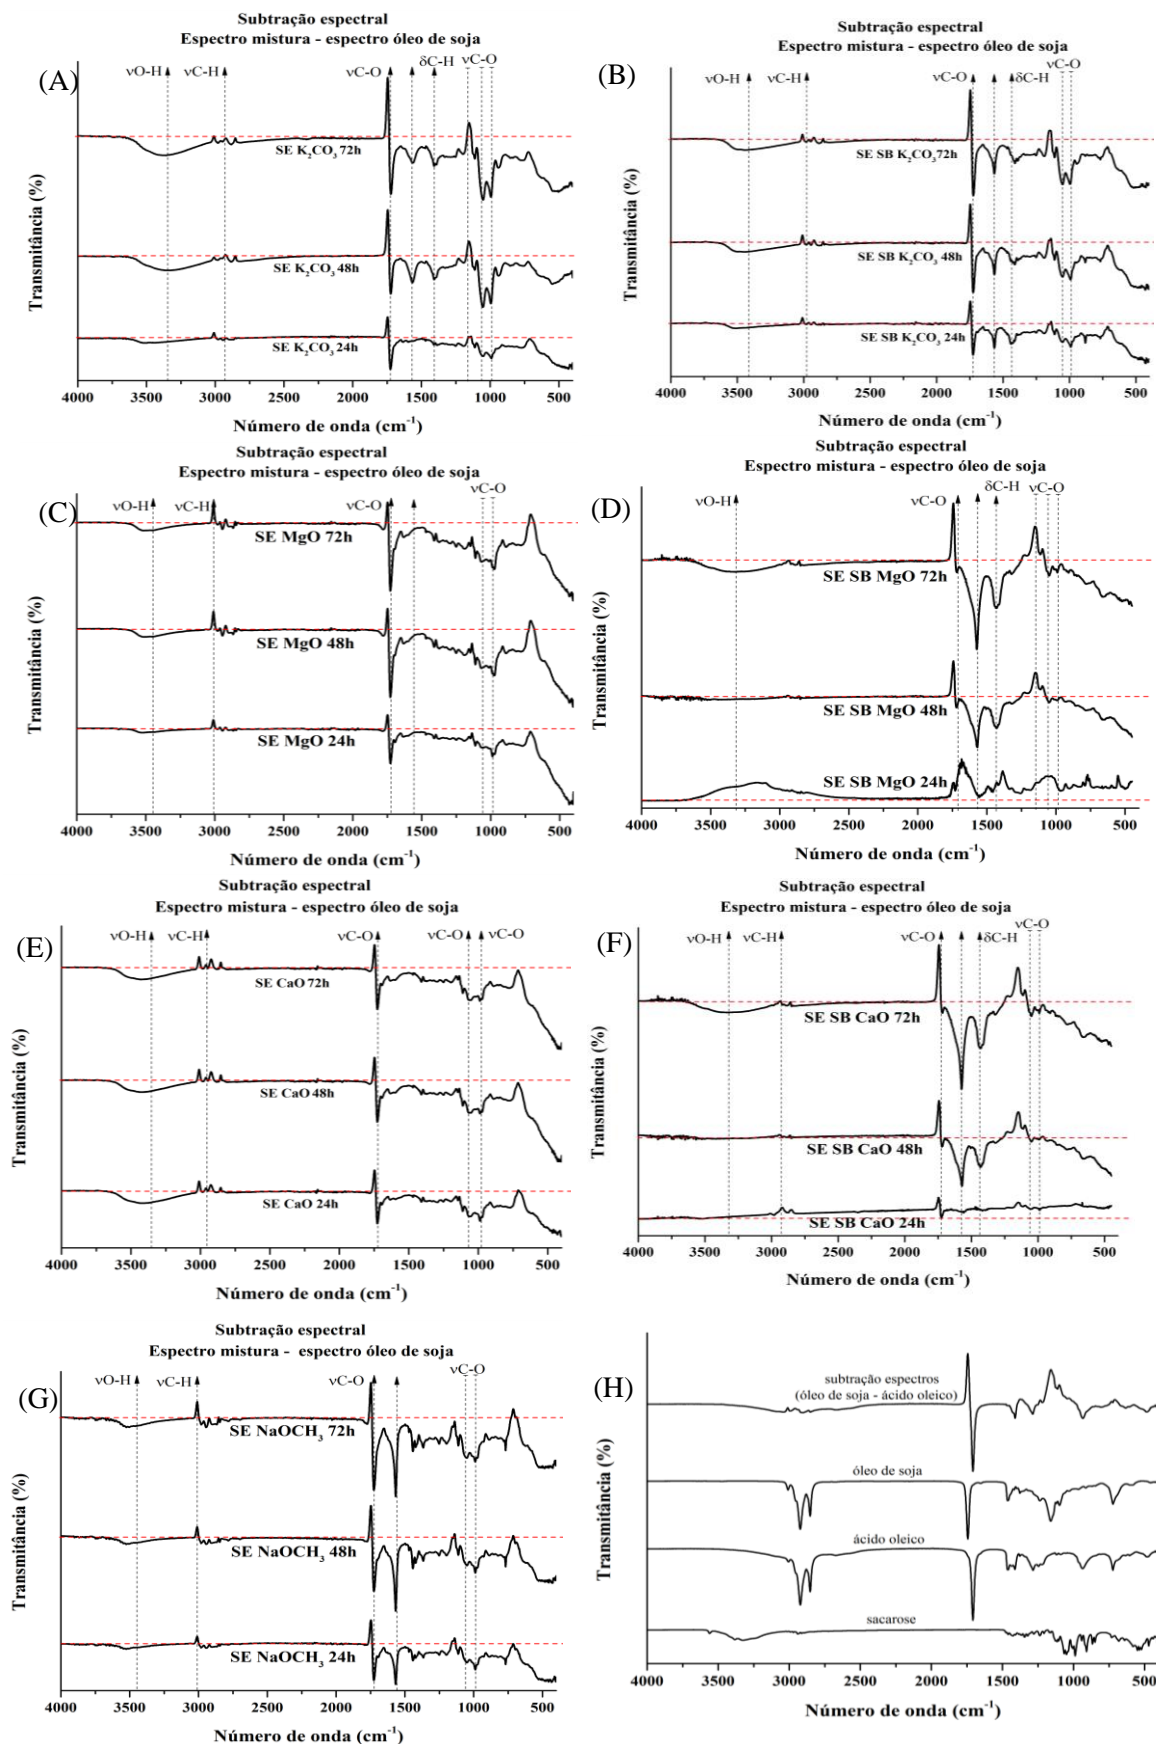 Subtração espectral
Espectro mistura - espectro óleo de soja
(A)
νO-H
νC-H
νC-O
δC-H
νC-O
SE K₂CO₃ 72h
SE K₂CO₃ 48h
SE K₂CO₃ 24h
Transmitância (%)
4000 3500 3000 2500 2000 1500 1000 500
Número de onda (cm⁻¹)
Subtração espectral
Espectro mistura - espectro óleo de soja
(B)
νO-H
νC-H
νC-O
δC-H
νC-O
SE SB K₂CO₃72h
SE SB K₂CO₃ 48h
SE SB K₂CO₃ 24h
Transmitância (%)
4000 3500 3000 2500 2000 1500 1000 500
Número de onda (cm⁻¹)
Subtração espectral
Espectro mistura - espectro óleo de soja
(C)
νO-H
νC-H
νC-O
νC-O
SE MgO 72h
SE MgO 48h
SE MgO 24h
Transmitância (%)
4000 3500 3000 2500 2000 1500 1000 500
Número de onda (cm⁻¹)
Subtração espectral
Espectro mistura - espectro óleo de soja
(D)
νO-H
νC-O
δC-H
νC-O
SE SB MgO 72h
SE SB MgO 48h
SE SB MgO 24h
Transmitância (%)
4000 3500 3000 2500 2000 1500 1000 500
Número de onda (cm⁻¹)
Subtração espectral
Espectro mistura - espectro óleo de soja
(E)
νO-H
νC-H
νC-O
νC-O
νC-O
SE CaO 72h
SE CaO 48h
SE CaO 24h
Transmitância (%)
4000 3500 3000 2500 2000 1500 1000 500
Número de onda (cm⁻¹)
Subtração espectral
Espectro mistura - espectro óleo de soja
(F)
νO-H
νC-H
νC-O
δC-H
νC-O
SE SB CaO 72h
SE SB CaO 48h
SE SB CaO 24h
Transmitância (%)
4000 3500 3000 2500 2000 1500 1000 500
Número de onda (cm⁻¹)
Subtração espectral
Espectro mistura - espectro óleo de soja
(G)
νO-H
νC-H
νC-O
νC-O
SE NaOCH₃ 72h
SE NaOCH₃ 48h
SE NaOCH₃ 24h
Transmitância (%)
4000 3500 3000 2500 2000 1500 1000 500
Número de onda (cm⁻¹)
(H)
subtração espectros
(óleo de soja - ácido oleico)
óleo de soja
ácido oleico
sacarose
Transmitância (%)
4000 3500 3000 2500 2000 1500 1000 500
Número de onda (cm⁻¹)